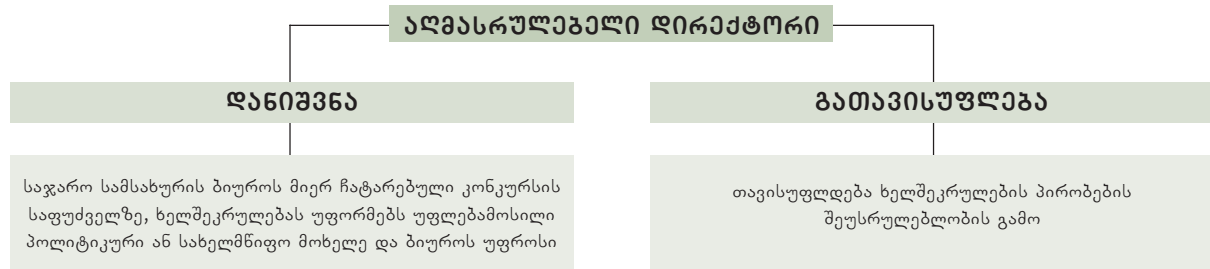 აღმასრულებელი დირექტორი
დანიშვნა
საჯარო სამსახურის ბიუროს მიერ ჩატარებული კონკურსის
საფუძველზე, ხელშეკრულებას უფორმებს უფლებამოსილი
პოლიტიკური ან სახელმწიფო მოხელე და ბიუროს უფროსი
გათავისუფლება
თავისუფლდება ხელშეკრულების პირობების
შეუსრულებლობის გამო